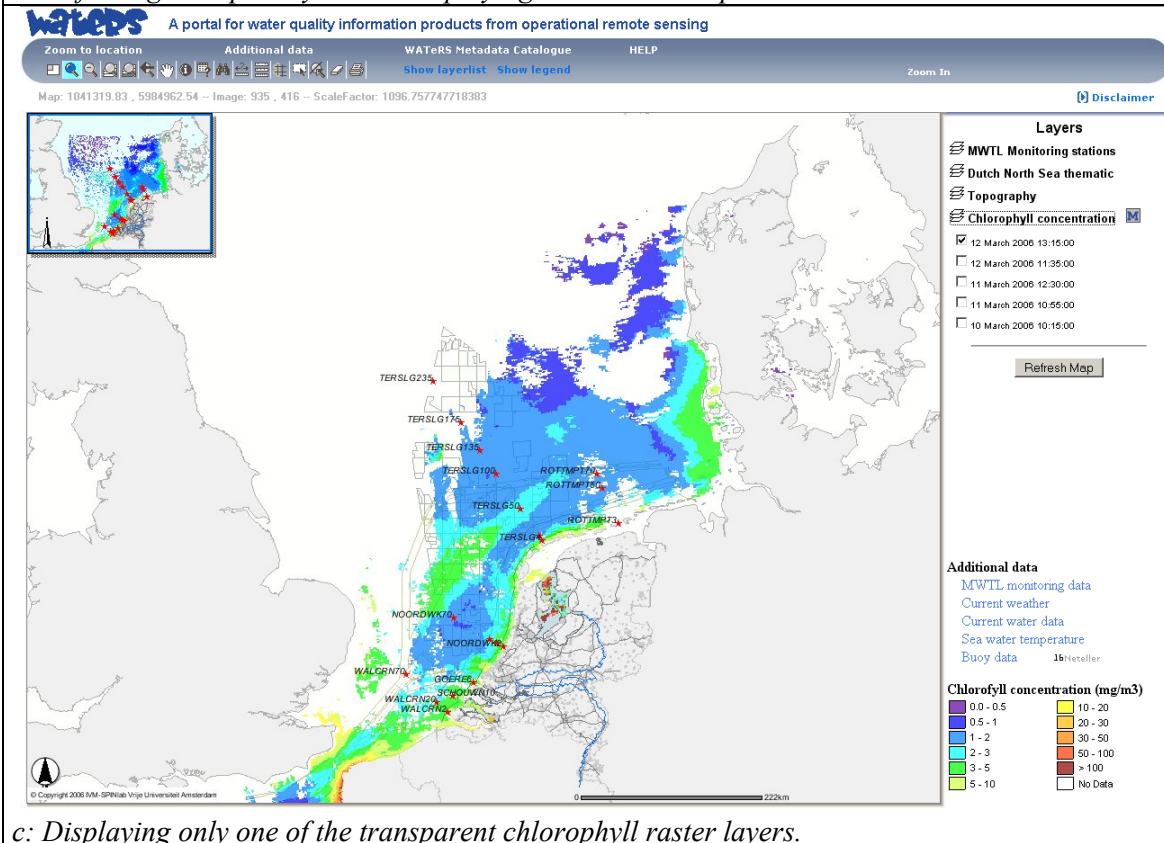 WATeRS A portal for water quality information products from operational remote sensing
Zoom to location Additional data WATeRS Metadata Catalogue HELP
Show layerlist Show legend Zoom In
Map: 1041319.83 , 5984962.54 -- Image: 935 , 416 -- ScaleFactor: 1096.757747718383
Disclaimer
Layers
MWTL Monitoring stations
Dutch North Sea thematic
Topography
Chlorophyll concentration M
12 March 2006 13:15:00
12 March 2006 11:35:00
11 March 2006 12:30:00
11 March 2006 10:55:00
10 March 2006 10:15:00
Refresh Map
TERSLG235
TERSLG175
TERSLG135
TERSLG100
ROTTMPT70
ROTTMPT50
TERSLG50
ROTTMPT3
TERSLG4
NOORDWK70
NOORDWK2
WALCRN70
GOEREE6
SCHOUWN10
WALCRN20
WALCRN2
Additional data
MWTL monitoring data
Current weather
Current water data
Sea water temperature
Buoy data Neteller
Chlorofyll concentration (mg/m3)
0.0 - 0.5 10 - 20
0.5 - 1 20 - 30
1 - 2 30 - 50
2 - 3 50 - 100
3 - 5 > 100
5 - 10 No Data
© Copyright 2006 IVM-SPINlab Vrije Universiteit Amsterdam
0 222km
c: Displaying only one of the transparent chlorophyll raster layers.